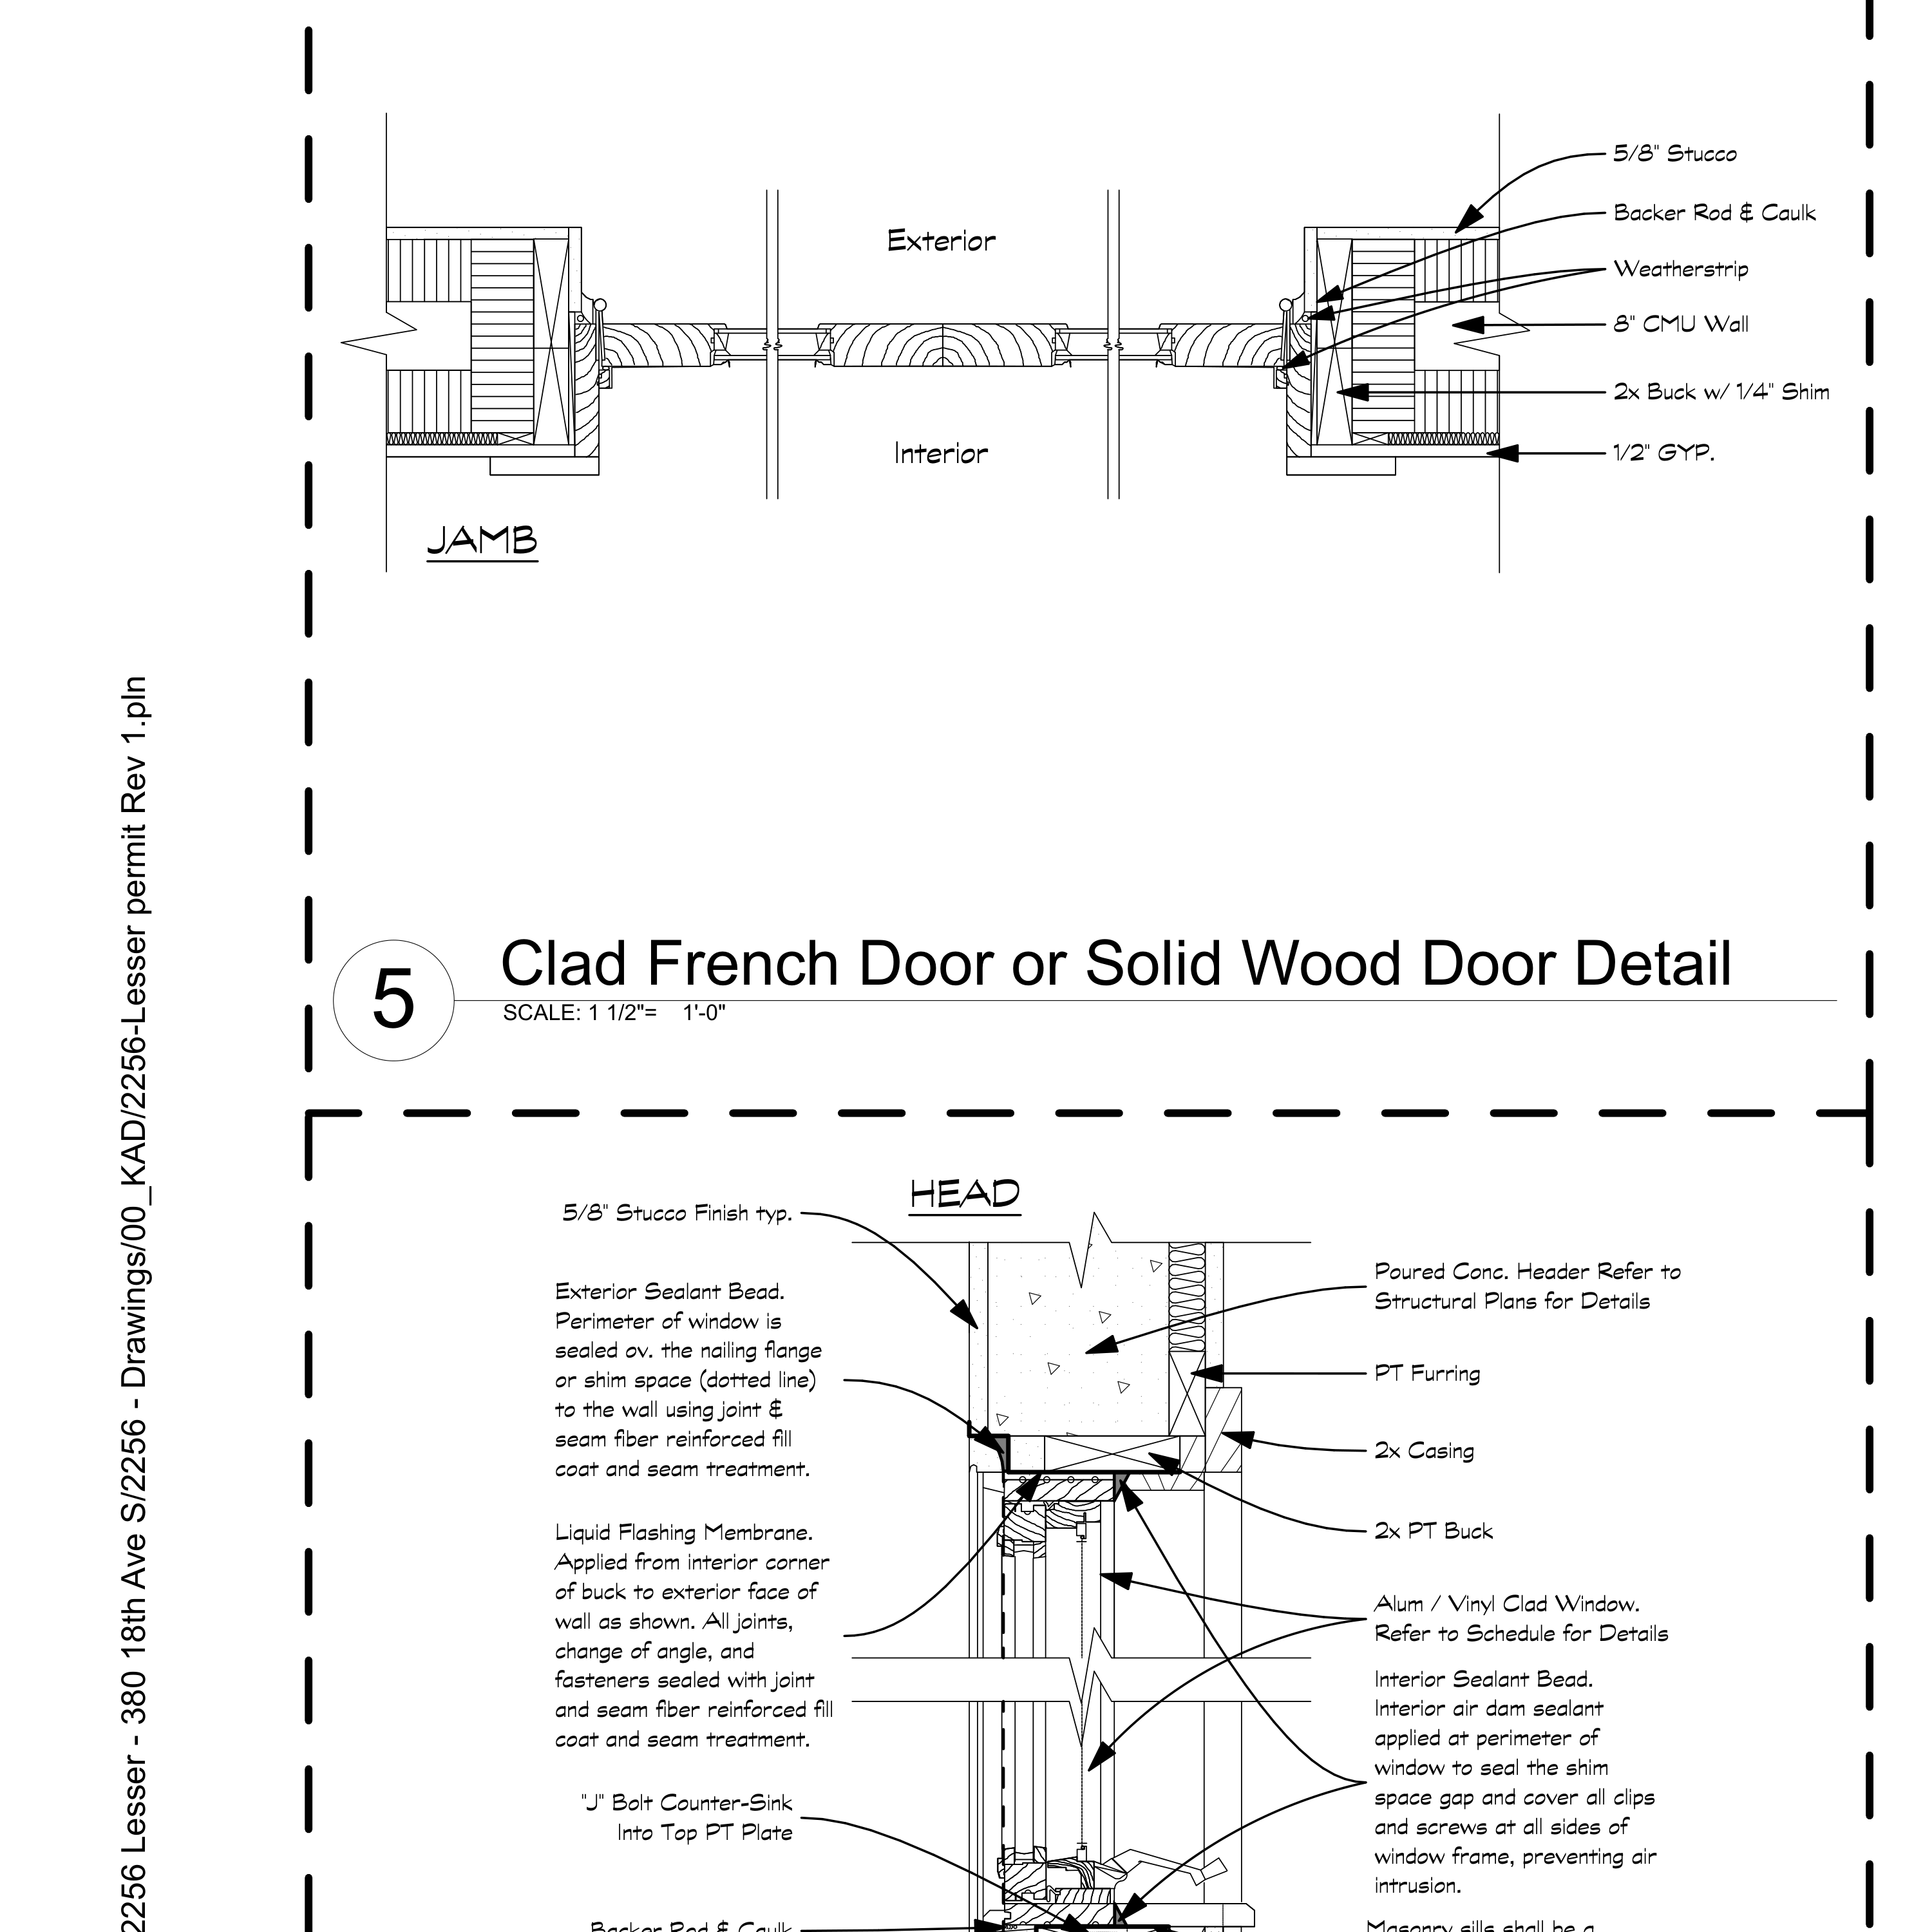 5/8" Stucco
Backer Rod & Caulk
Exterior
Weatherstrip
8" CMU Wall
2x Buck w/ 1/4" Shim
Interior
1/2" GYP.
JAMB
5
Clad French Door or Solid Wood Door Detail
SCALE: 1 1/2"= 1'-0"
HEAD
5/8" Stucco Finish typ.
Exterior Sealant Bead.
Perimeter of window is
sealed ov. the nailing flange
or shim space (dotted line)
to the wall using joint &
seam fiber reinforced fill
coat and seam treatment.
Liquid Flashing Membrane.
Applied from interior corner
of buck to exterior face of
wall as shown. All joints,
change of angle, and
fasteners sealed with joint
and seam fiber reinforced fill
coat and seam treatment.
"J" Bolt Counter-Sink
Into Top PT Plate
Backer Rod & Caulk
Poured Conc. Header Refer to
Structural Plans for Details
PT Furring
2x Casing
2x PT Buck
Alum / Vinyl Clad Window.
Refer to Schedule for Details
Interior Sealant Bead.
Interior air dam sealant
applied at perimeter of
window to seal the shim
space gap and cover all clips
and screws at all sides of
window frame, preventing air
intrusion.
Masonry sills shall be a
2256 Lesser - 380 18th Ave S/2256 - Drawings/00_KAD/2256-Lesser permit Rev 1.pln